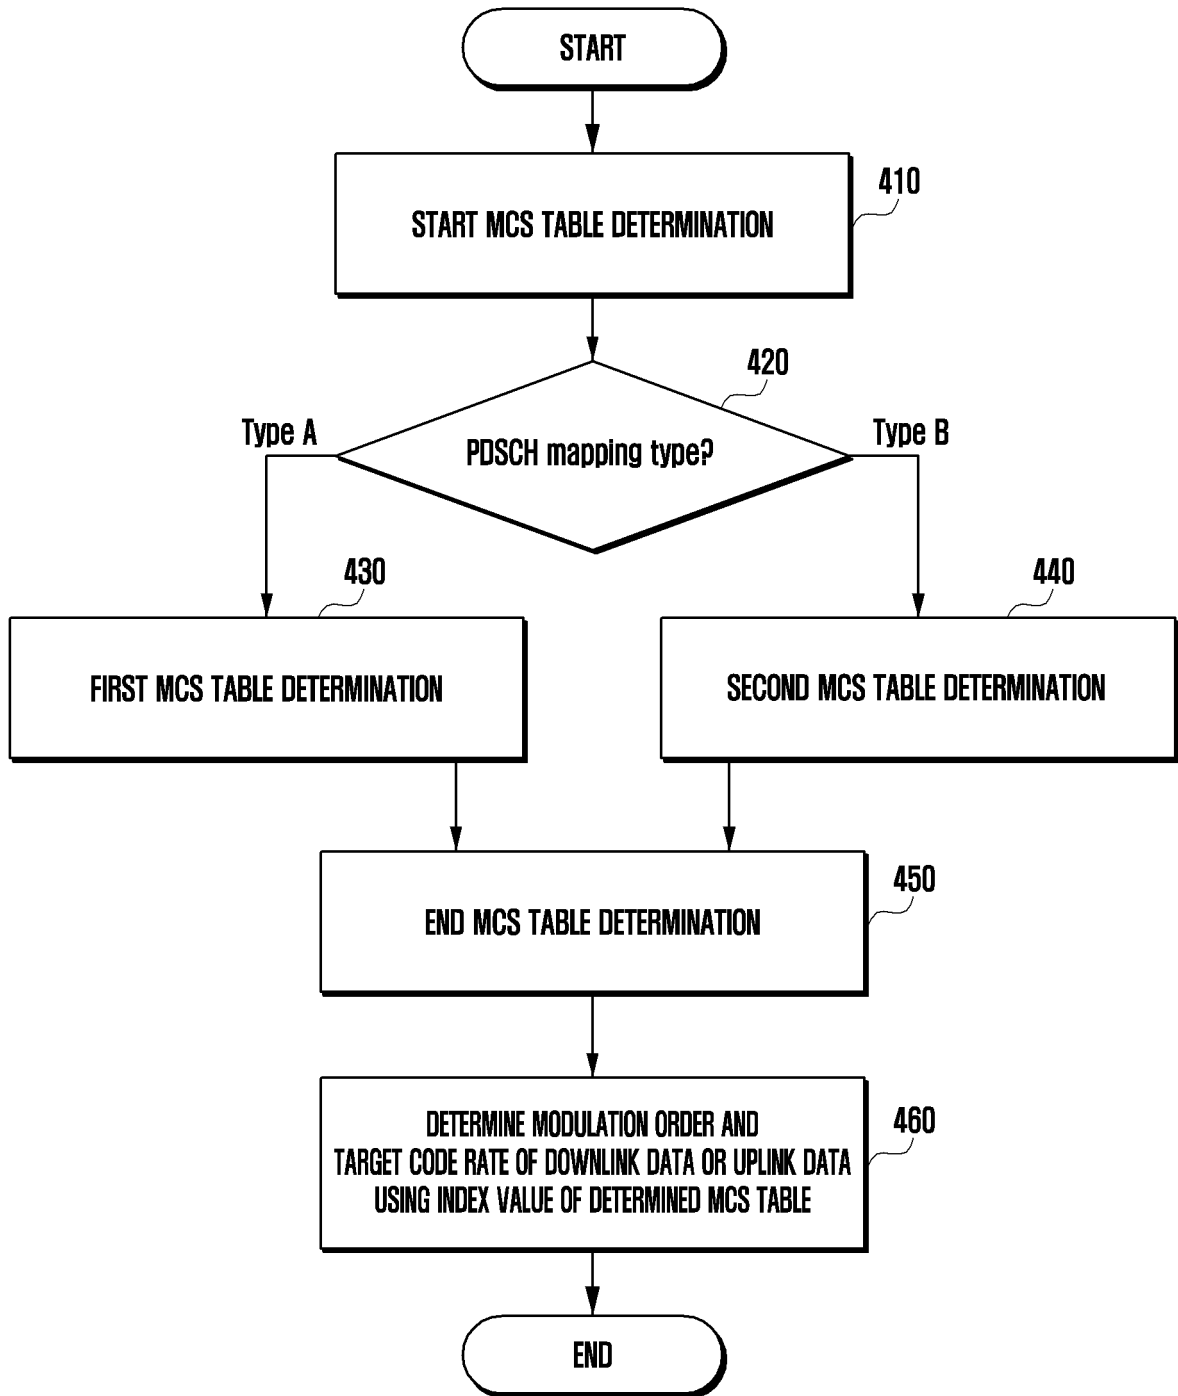 START
410
START MCS TABLE DETERMINATION
420
Type A
Type B
PDSCH mapping type?
430
440
FIRST MCS TABLE DETERMINATION
SECOND MCS TABLE DETERMINATION
450
END MCS TABLE DETERMINATION
460
DETERMINE MODULATION ORDER AND
TARGET CODE RATE OF DOWNLINK DATA OR UPLINK DATA
USING INDEX VALUE OF DETERMINED MCS TABLE
END